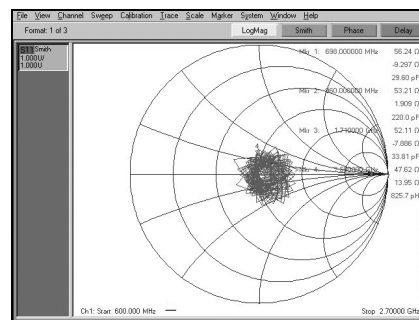 File View Channel Sweep Calibration Trace Scale Marker System Window Help
Format: 1 of 3
LogMag Smith Phase Delay
S11 Smith
1.000U/
1.000U
Mkr 1: 698.000000 MHz 56.24 Ω
-9.297 Ω
29.60 pF
Mkr 2: 960.000000 MHz 53.21 Ω
1.909 Ω
220.0 pF
Mkr 3: 1.710000 GHz 52.11 Ω
-7.886 Ω
33.81 pF
Mkr 4: GHz 47.62 Ω
13.95 Ω
825.7 pH
4
Ch1: Start 600.000 MHz
Stop 2.70000 GHz